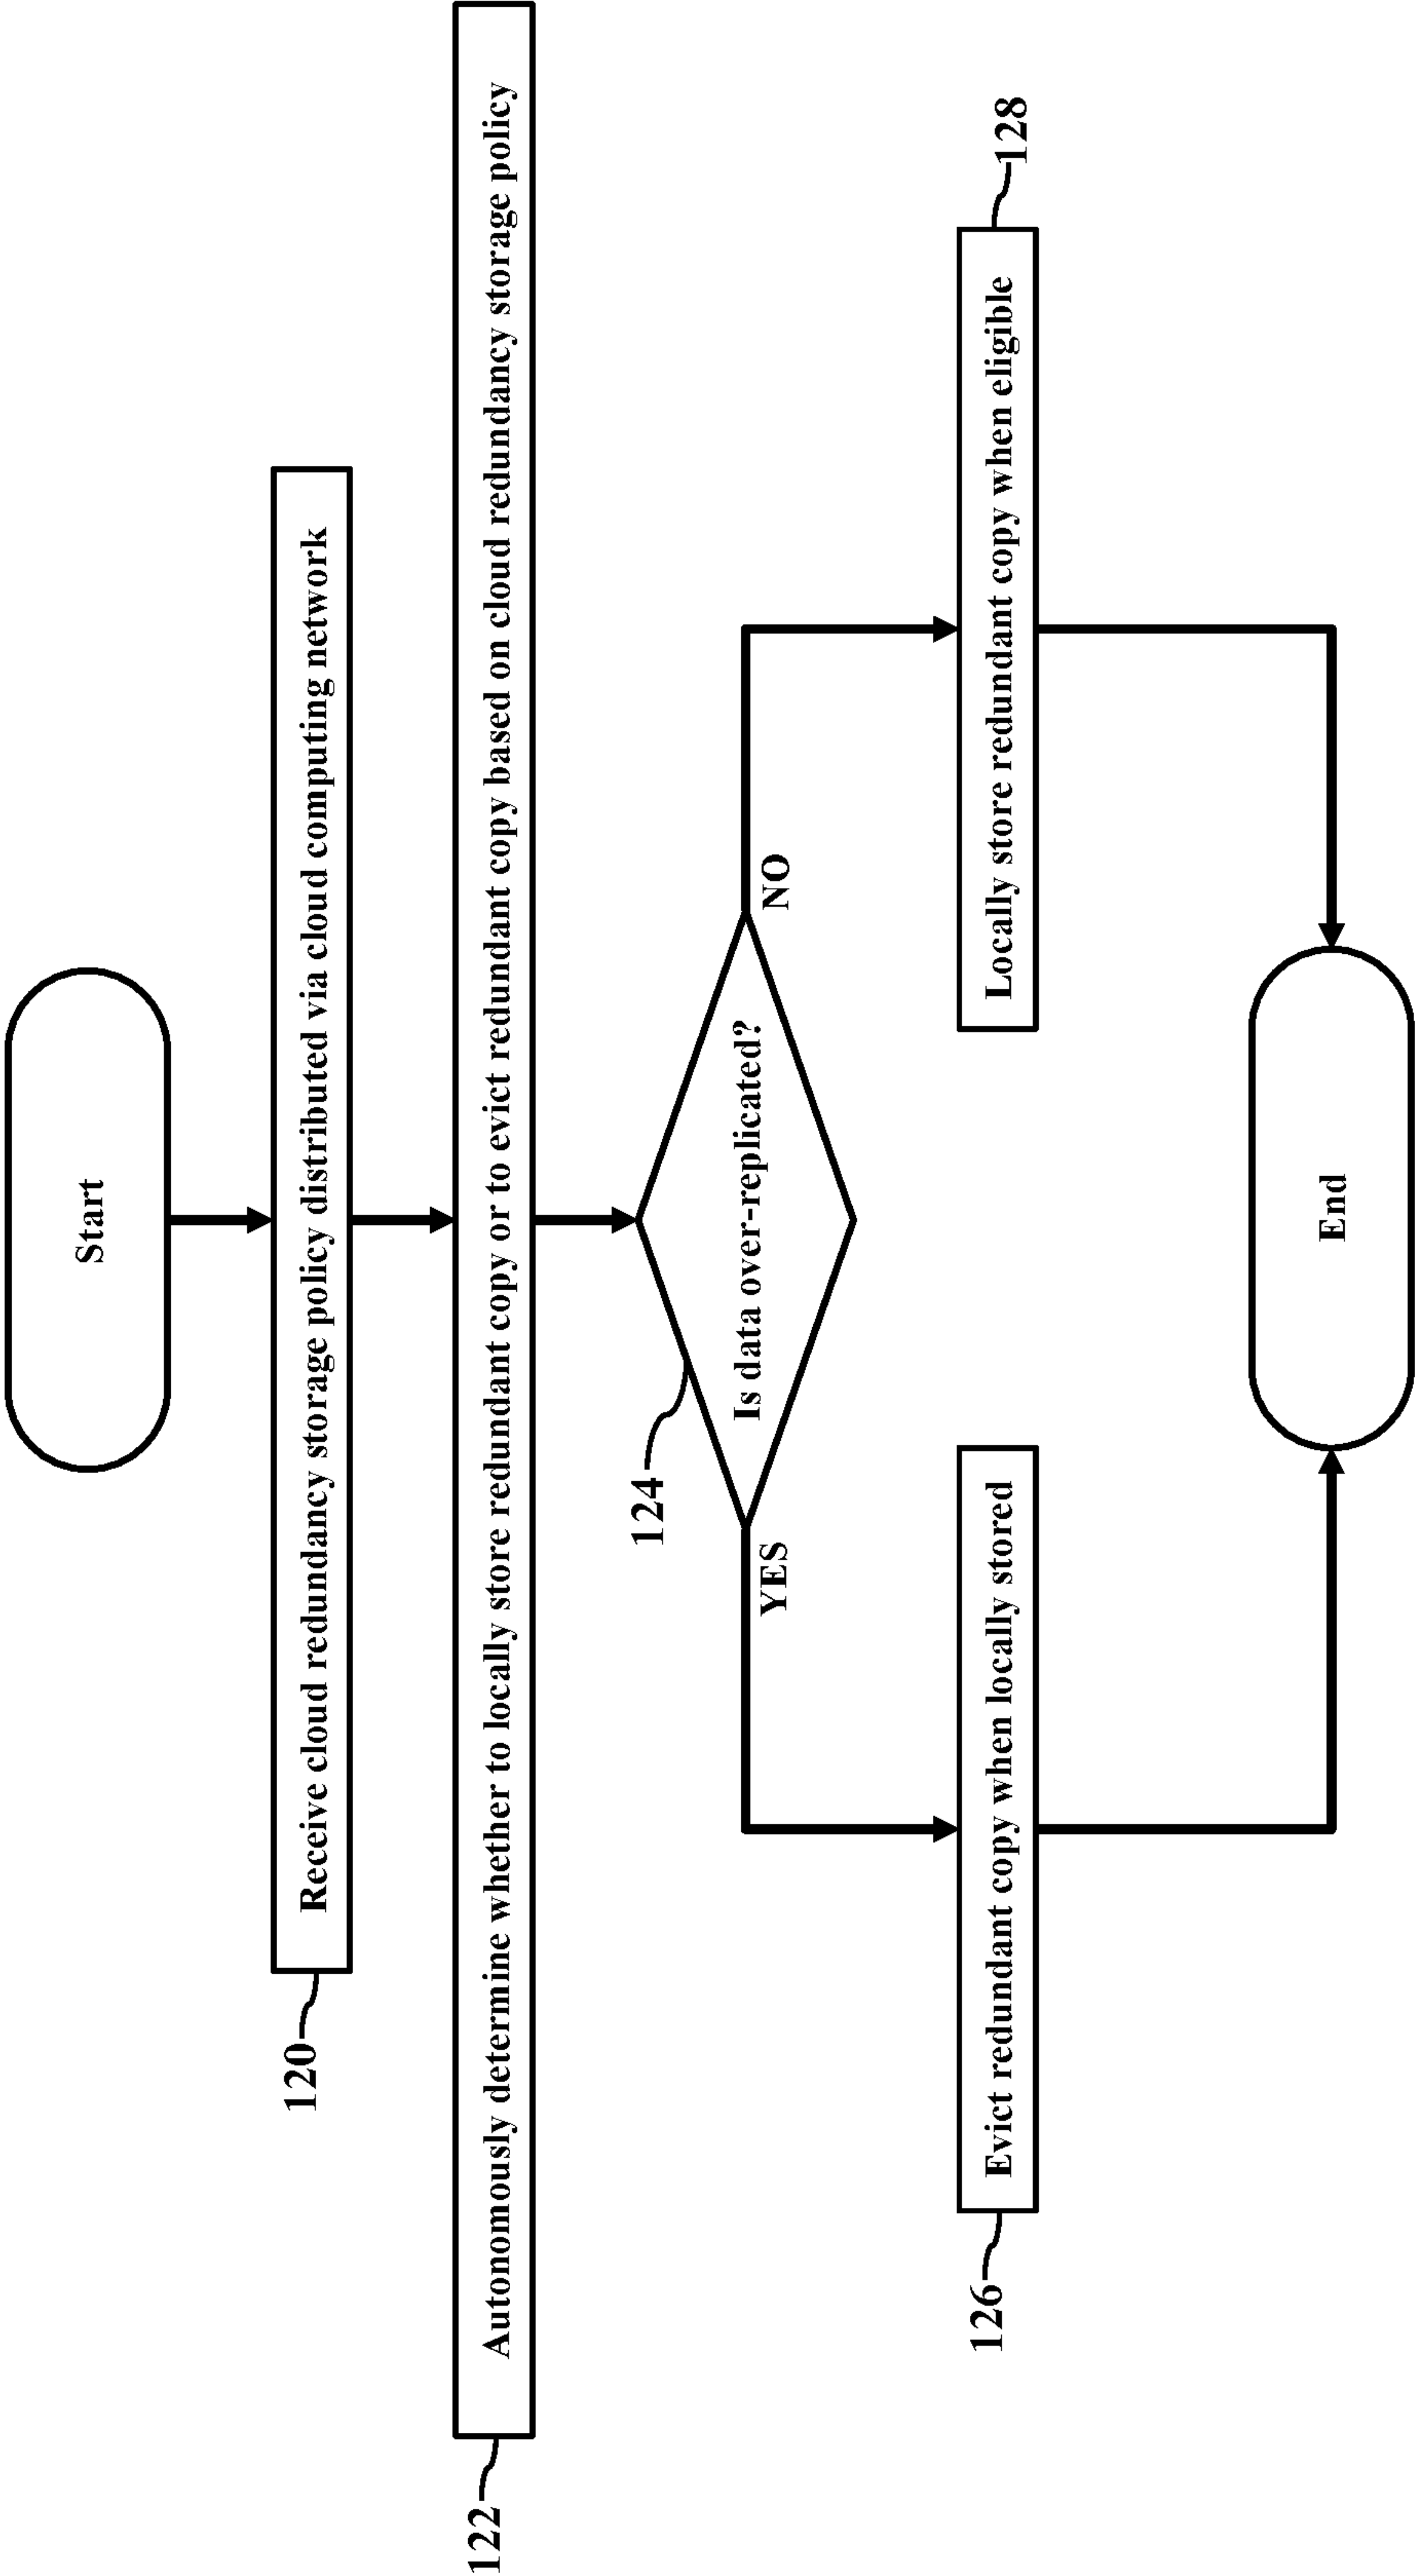 Start
120
Receive cloud redundancy storage policy distributed via cloud computing network
122
Autonomously determine whether to locally store redundant copy or to evict redundant copy based on cloud redundancy storage policy
124
Is data over-replicated?
YES
NO
126
Evict redundant copy when locally stored
Locally store redundant copy when eligible
128
End